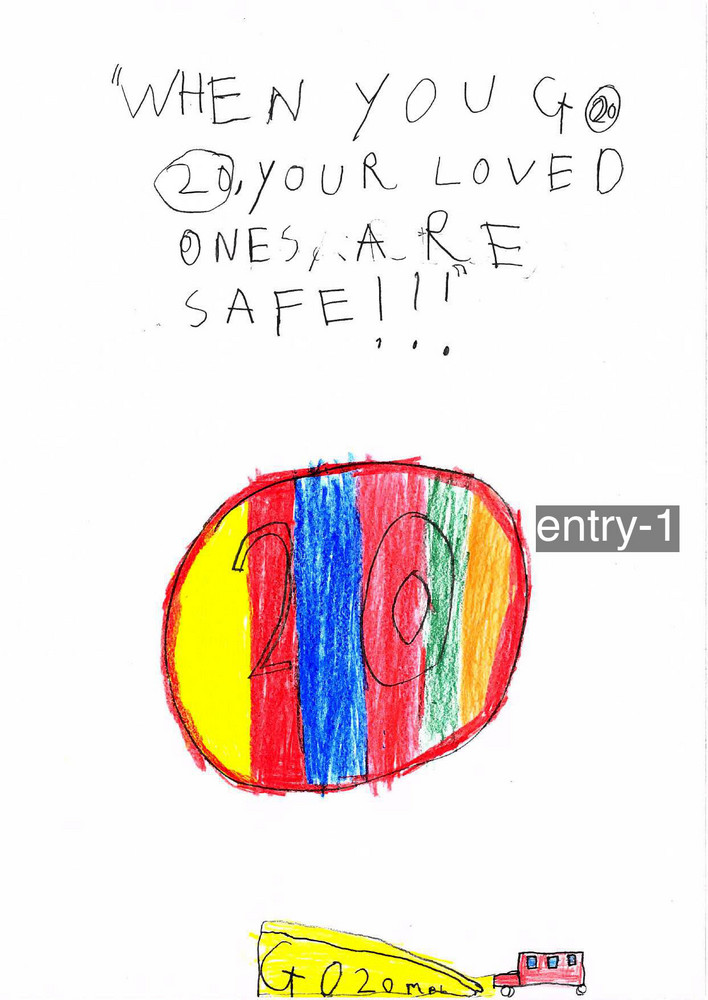 "WHEN YOU GO 20
20, YOUR LOVED
ONES, ARE
SAFE!!!"
entry-1
20
GO 20 MPH